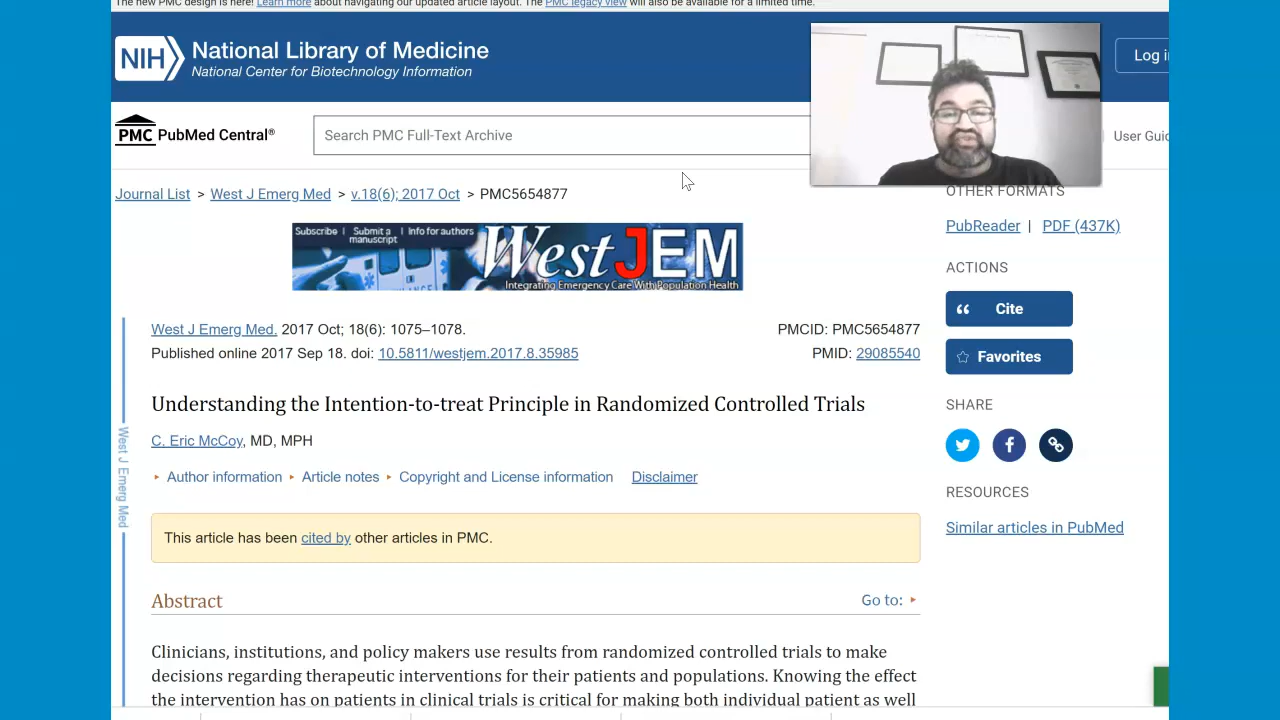 The new PMC design is here! Learn more about navigating our updated article layout. The PMC legacy view will also be available for a limited time.
NIH National Library of Medicine
National Center for Biotechnology Information
Log i
PMC PubMed Central®
Search PMC Full-Text Archive
User Guid
Journal List > West J Emerg Med > v.18(6); 2017 Oct > PMC5654877
OTHER FORMATS
PubReader | PDF (437K)
Subscribe | Submit a manuscript | Info for authors
WestJEM
Integrating Emergency Care With Population Health
ACTIONS
Cite
Favorites
West J Emerg Med. 2017 Oct; 18(6): 1075–1078.
PMCID: PMC5654877
Published online 2017 Sep 18. doi: 10.5811/westjem.2017.8.35985
PMID: 29085540
Understanding the Intention-to-treat Principle in Randomized Controlled Trials
SHARE
C. Eric McCoy, MD, MPH
West J Emerg Med
Author information
Article notes
Copyright and License information
Disclaimer
RESOURCES
Similar articles in PubMed
This article has been cited by other articles in PMC.
Abstract
Go to:
Clinicians, institutions, and policy makers use results from randomized controlled trials to make
decisions regarding therapeutic interventions for their patients and populations. Knowing the effect
the intervention has on patients in clinical trials is critical for making both individual patient as well